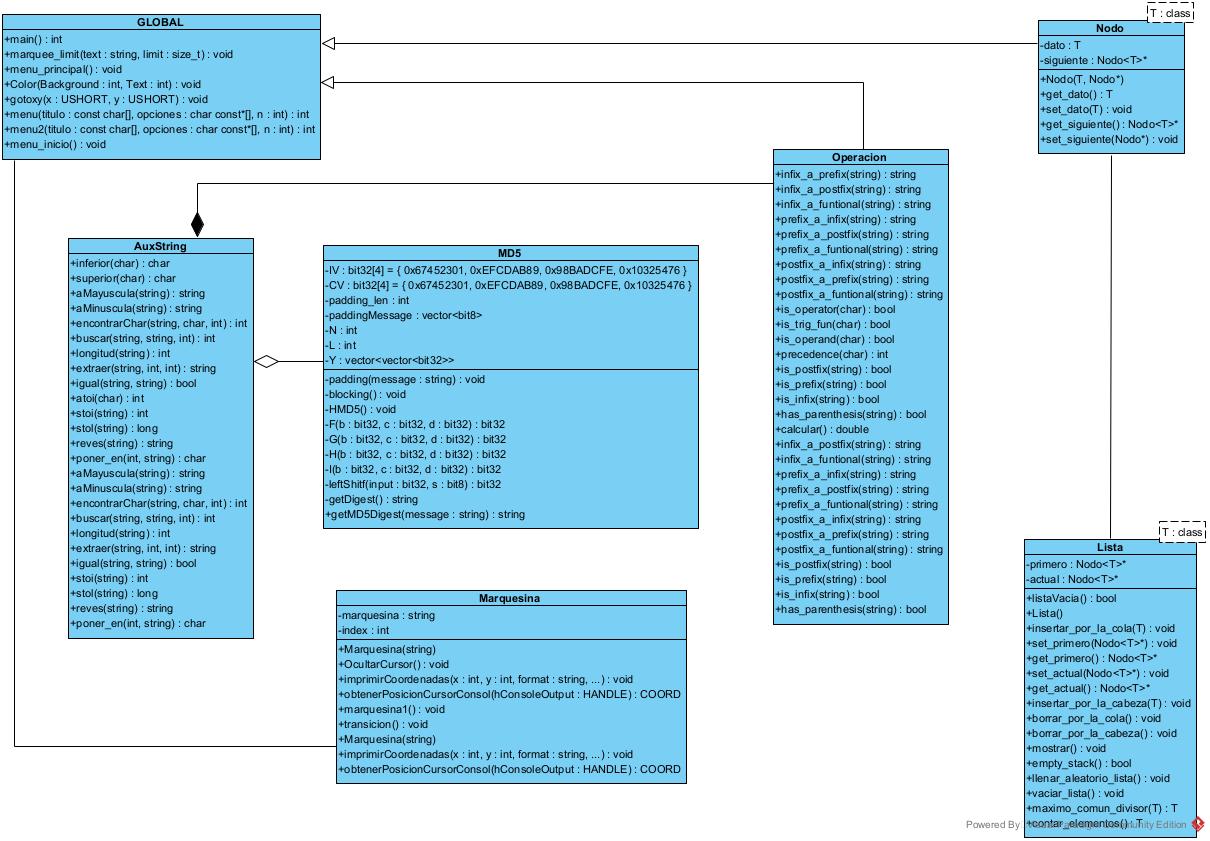 GLOBAL
+main() : int
+marquee_limit(text : string, limit : size_t) : void
+menu_principal() : void
+Color(Background : int, Text : int) : void
+gotoxy(x : USHORT, y : USHORT) : void
+menu(titulo : const char[], opciones : char const*[], n : int) : int
+menu2(titulo : const char[], opciones : char const*[], n : int) : int
+menu_inicio() : void
T : class
Nodo
-dato : T
-siguiente : Nodo<T>*
+Nodo(T, Nodo*)
+get_dato() : T
+set_dato(T) : void
+get_siguiente() : Nodo<T>*
+set_siguiente(Nodo*) : void
Operacion
+infix_a_prefix(string) : string
+infix_a_postfix(string) : string
+infix_a_funtional(string) : string
+prefix_a_infix(string) : string
+prefix_a_postfix(string) : string
+prefix_a_funtional(string) : string
+postfix_a_infix(string) : string
+postfix_a_prefix(string) : string
+postfix_a_funtional(string) : string
+is_operator(char) : bool
+is_trig_fun(char) : bool
+is_operand(char) : bool
+precedence(char) : int
+is_postfix(string) : bool
+is_prefix(string) : bool
+is_infix(string) : bool
+has_parenthesis(string) : bool
+calcular() : double
+infix_a_postfix(string) : string
+infix_a_funtional(string) : string
+prefix_a_infix(string) : string
+prefix_a_postfix(string) : string
+prefix_a_funtional(string) : string
+postfix_a_infix(string) : string
+postfix_a_prefix(string) : string
+postfix_a_funtional(string) : string
+is_postfix(string) : bool
+is_prefix(string) : bool
+is_infix(string) : bool
+has_parenthesis(string) : bool
AuxString
+inferior(char) : char
+superior(char) : char
+aMayuscula(string) : string
+aMinuscula(string) : string
+encontrarChar(string, char, int) : int
+buscar(string, string, int) : int
+longitud(string) : int
+extraer(string, int, int) : string
+igual(string, string) : bool
+atoi(char) : int
+stoi(string) : int
+stol(string) : long
+reves(string) : string
+poner_en(int, string) : char
+aMayuscula(string) : string
+aMinuscula(string) : string
+encontrarChar(string, char, int) : int
+buscar(string, string, int) : int
+longitud(string) : int
+extraer(string, int, int) : string
+igual(string, string) : bool
+stoi(string) : int
+stol(string) : long
+reves(string) : string
+poner_en(int, string) : char
MD5
-IV : bit32[4] = { 0x67452301, 0xEFCDAB89, 0x98BADCFE, 0x10325476 }
-CV : bit32[4] = { 0x67452301, 0xEFCDAB89, 0x98BADCFE, 0x10325476 }
-padding_len : int
-paddingMessage : vector<bit8>
-N : int
-L : int
-Y : vector<vector<bit32>>
-padding(message : string) : void
-blocking() : void
-HMD5() : void
-F(b : bit32, c : bit32, d : bit32) : bit32
-G(b : bit32, c : bit32, d : bit32) : bit32
-H(b : bit32, c : bit32, d : bit32) : bit32
-I(b : bit32, c : bit32, d : bit32) : bit32
-leftShitf(input : bit32, s : bit8) : bit32
-getDigest() : string
+getMD5Digest(message : string) : string
Marquesina
-marquesina : string
-index : int
+Marquesina(string)
+OcultarCursor() : void
+imprimirCoordenadas(x : int, y : int, format : string, ...) : void
+obtenerPosicionCursorConsol(hConsoleOutput : HANDLE) : COORD
+marquesina1() : void
+transicion() : void
+Marquesina(string)
+imprimirCoordenadas(x : int, y : int, format : string, ...) : void
+obtenerPosicionCursorConsol(hConsoleOutput : HANDLE) : COORD
T : class
Lista
-primero : Nodo<T>*
-actual : Nodo<T>*
+listaVacia() : bool
+Lista()
+insertar_por_la_cola(T) : void
+set_primero(Nodo<T>*) : void
+get_primero() : Nodo<T>*
+set_actual(Nodo<T>*) : void
+get_actual() : Nodo<T>*
+insertar_por_la_cabeza(T) : void
+borrar_por_la_cola() : void
+borrar_por_la_cabeza() : void
+mostrar() : void
+empty_stack() : bool
+llenar_aleatorio_lista() : void
+vaciar_lista() : void
+maximo_comun_divisor(T) : T
+contar_elementos() : T
Powered By: Visual Paradigm Community Edition